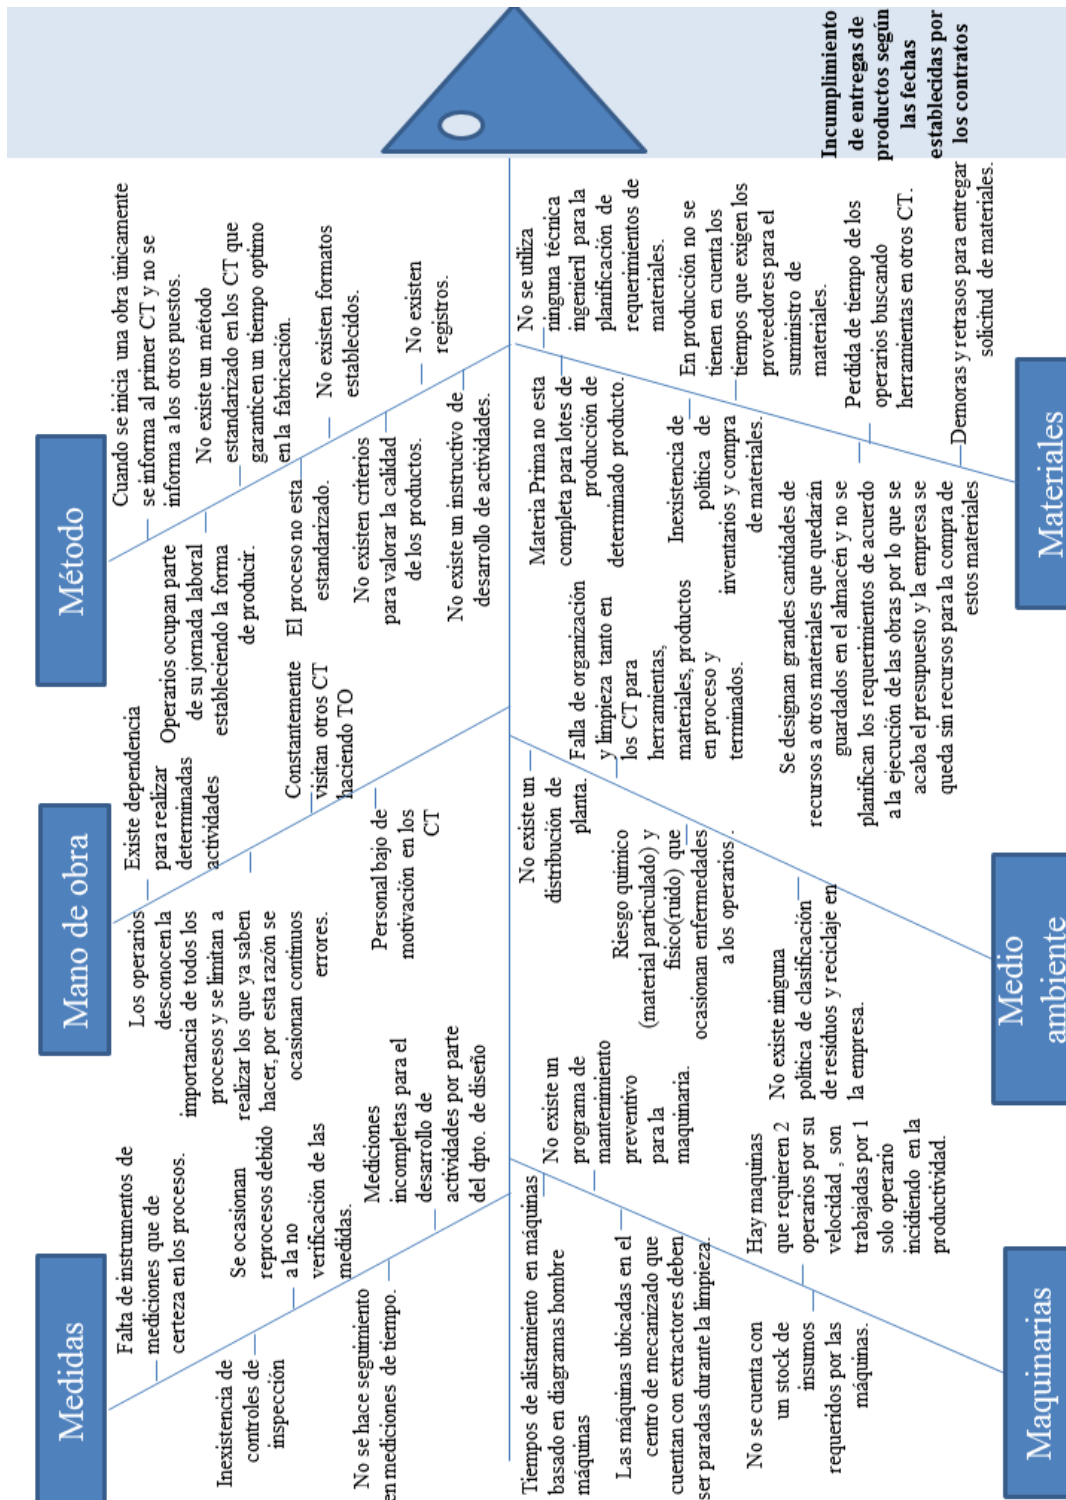 Medidas
Falta de instrumentos de
mediciones que de
certeza en los procesos.
Inexistencia de
controles de
inspección
Se ocasionan
reprocesos debido
a la no
verificación de las
medidas.
No se hace seguimiento
en mediciones de tiempo.
Mediciones
incompletas para el
desarrollo de
actividades por parte
del dpto. de diseño
Mano de obra
Existe dependencia
para realizar
determinadas
actividades
Los operarios
desconocen la
importancia de todos los
procesos y se limitan a
realizar los que ya saben
hacer, por esta razón se
ocasionan continuos
errores.
Constantemente
visitan otros CT
haciendo TO
Personal bajo de
motivación en los
CT
Método
Cuando se inicia una obra únicamente
se informa al primer CT y no se
informa a los otros puestos.
Operarios ocupan parte
de su jornada laboral
estableciendo la forma
de producir.
No existe un método
estandarizado en los CT que
garanticen un tiempo optimo
en la fabricación.
El proceso no esta
estandarizado.
No existen formatos
establecidos.
No existen criterios
para valorar la calidad
de los productos.
No existen
registros.
No existe un instructivo de
desarrollo de actividades.
Incumplimiento
de entregas de
productos según
las fechas
establecidas por
los contratos
Tiempos de alistamiento en máquinas
basado en diagramas hombre
máquinas
No existe un
programa de
mantenimiento
preventivo
para la
maquinaria.
Las máquinas ubicadas en el
centro de mecanizado que
cuentan con extractores deben
ser paradas durante la limpieza.
Hay maquinas
que requieren 2
operarios por su
velocidad , son
trabajadas por 1
solo operario
incidiendo en la
productividad.
No se cuenta con
un stock de
insumos
requeridos por las
máquinas.
Maquinarias
No existe un
distribución de
planta.
Falla de organización
y limpieza tanto en
los CT para
herramientas,
materiales, productos
en proceso y
terminados.
Riesgo quimico
(material particulado) y
fisico(ruido) que
ocasionan enfermedades
a los operarios .
No existe ninguna
política de clasificación
de residuos y reciclaje en
la empresa.
Medio
ambiente
No se utiliza
ninguna técnica
ingenieril para la
planificación de
requerimientos de
materiales.
Materia Prima no esta
completa para lotes de
producción de
determinado producto.
En producción no se
tienen en cuenta los
tiempos que exigen los
proveedores para el
suministro de
materiales.
Inexistencia de
política de
inventarios y compra
de materiales.
Perdida de tiempo de los
operarios buscando
herramientas en otros CT.
Se designan grandes cantidades de
recursos a otros materiales que quedarán
guardados en el almacén y no se
planifican los requerimientos de acuerdo
a la ejecución de las obras por lo que se
acaba el presupuesto y la empresa se
queda sin recursos para la compra de
estos materiales
Demoras y retrasos para entregar
solicitud de materiales.
Materiales